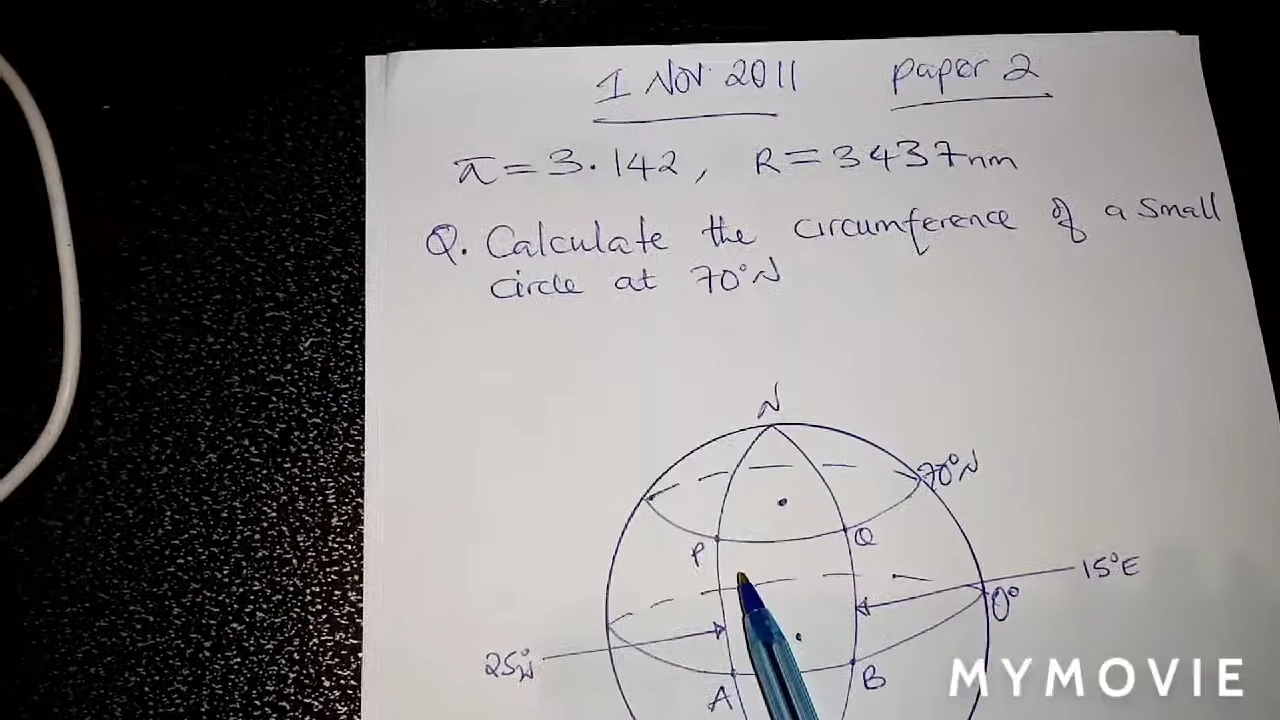 1 Nov 2011 paper 2
π = 3.142, R = 3437nm
Q. Calculate the circumference of a small
circle at 70°N
N
70°N
P
Q
15°E
0°
25°W
A
B
MYMOVIE